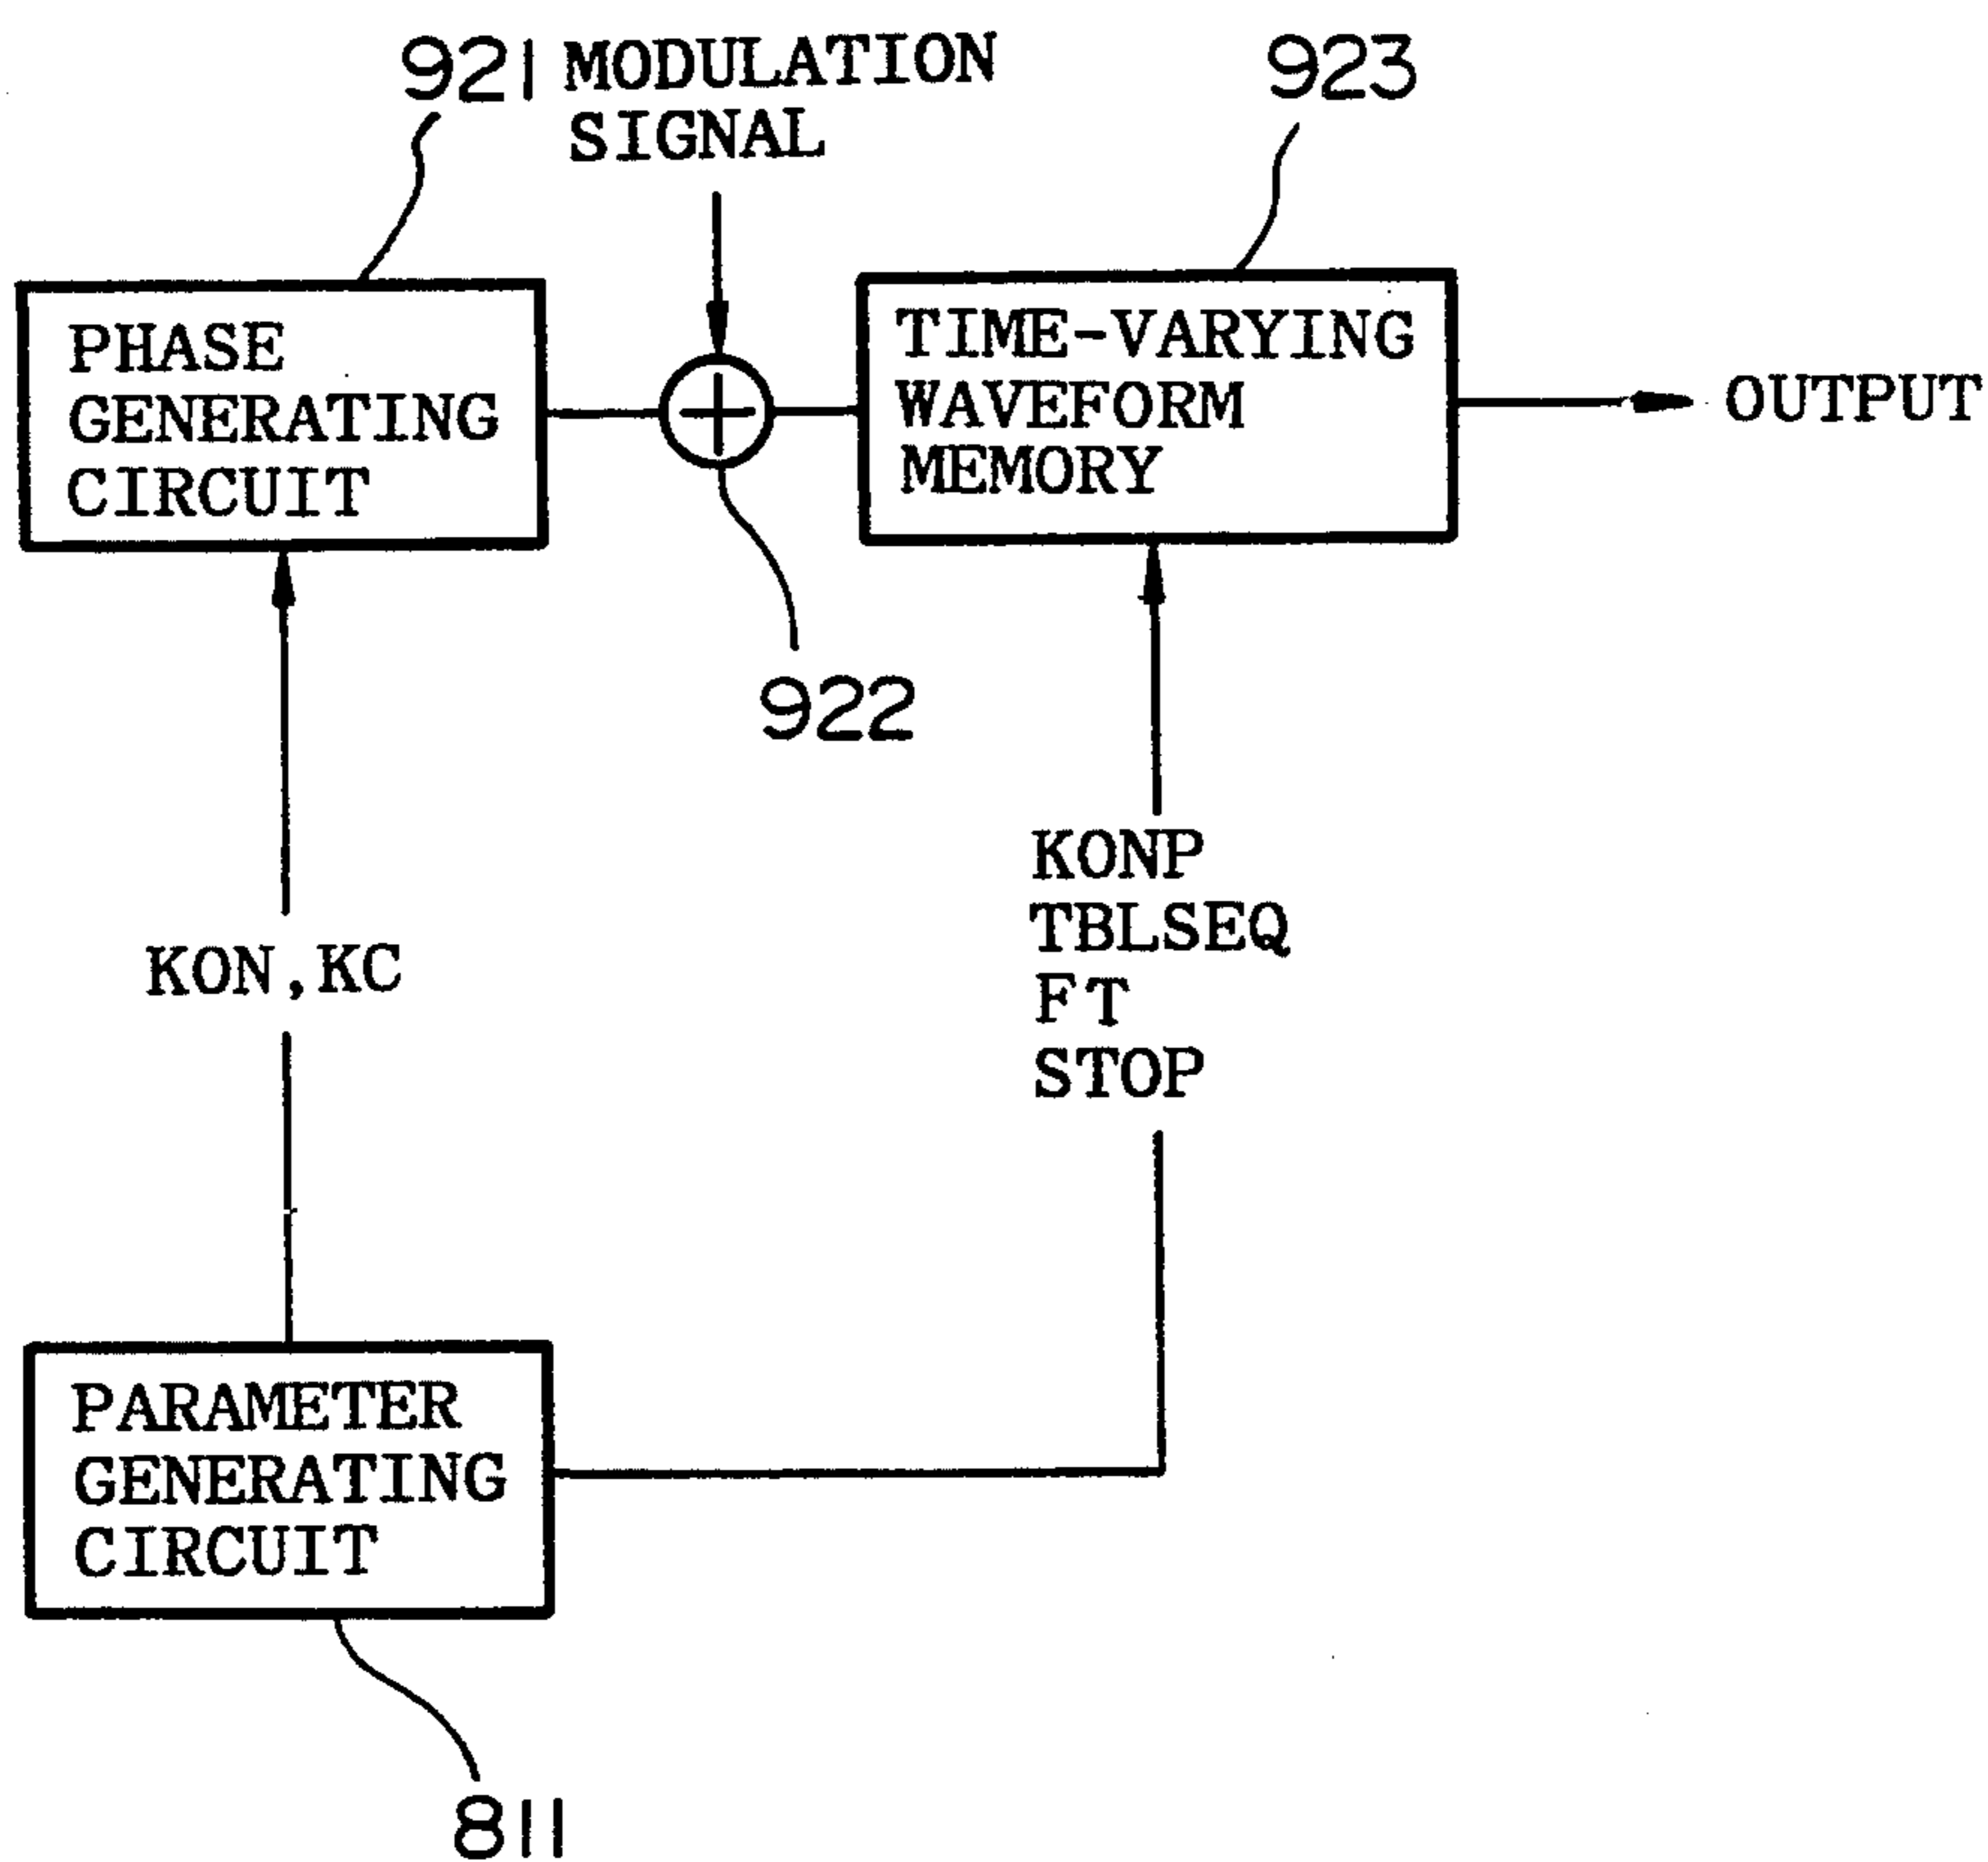 921
MODULATION
SIGNAL
923
PHASE
GENERATING
CIRCUIT
TIME-VARYING
WAVEFORM
MEMORY
OUTPUT
922
KON,KC
KONP
TBLSEQ
FT
STOP
PARAMETER
GENERATING
CIRCUIT
811